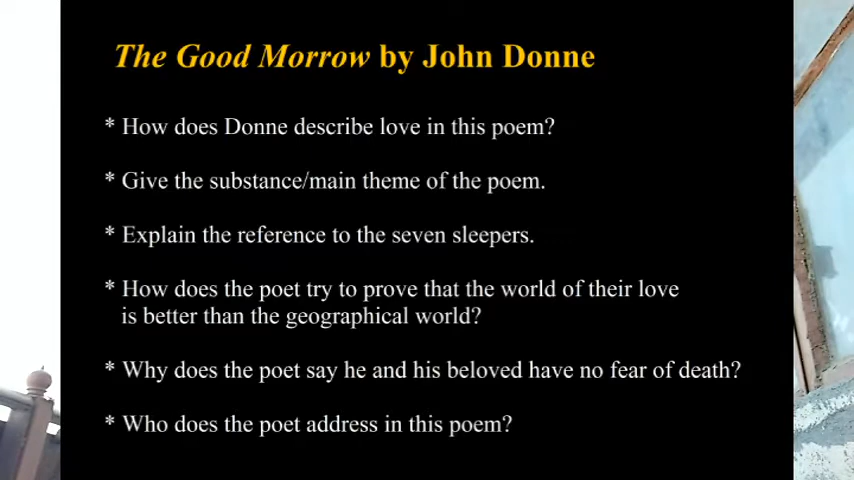 The Good Morrow by John Donne
* How does Donne describe love in this poem?
* Give the substance/main theme of the poem.
* Explain the reference to the seven sleepers.
* How does the poet try to prove that the world of their love
is better than the geographical world?
* Why does the poet say he and his beloved have no fear of death?
* Who does the poet address in this poem?